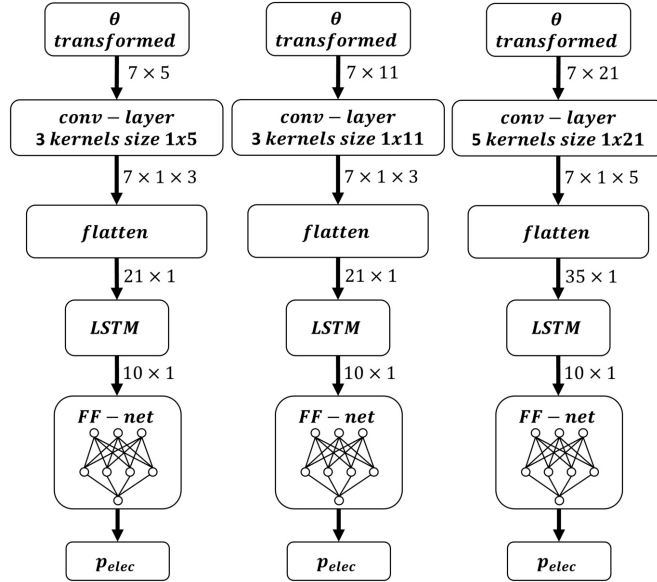 θ
transformed
7 × 5
conv − layer
3 kernels size 1x5
7 × 1 × 3
flatten
21 × 1
LSTM
10 × 1
FF − net
p_elec
θ
transformed
7 × 11
conv − layer
3 kernels size 1x11
7 × 1 × 3
flatten
21 × 1
LSTM
10 × 1
FF − net
p_elec
θ
transformed
7 × 21
conv − layer
5 kernels size 1x21
7 × 1 × 5
flatten
35 × 1
LSTM
10 × 1
FF − net
p_elec